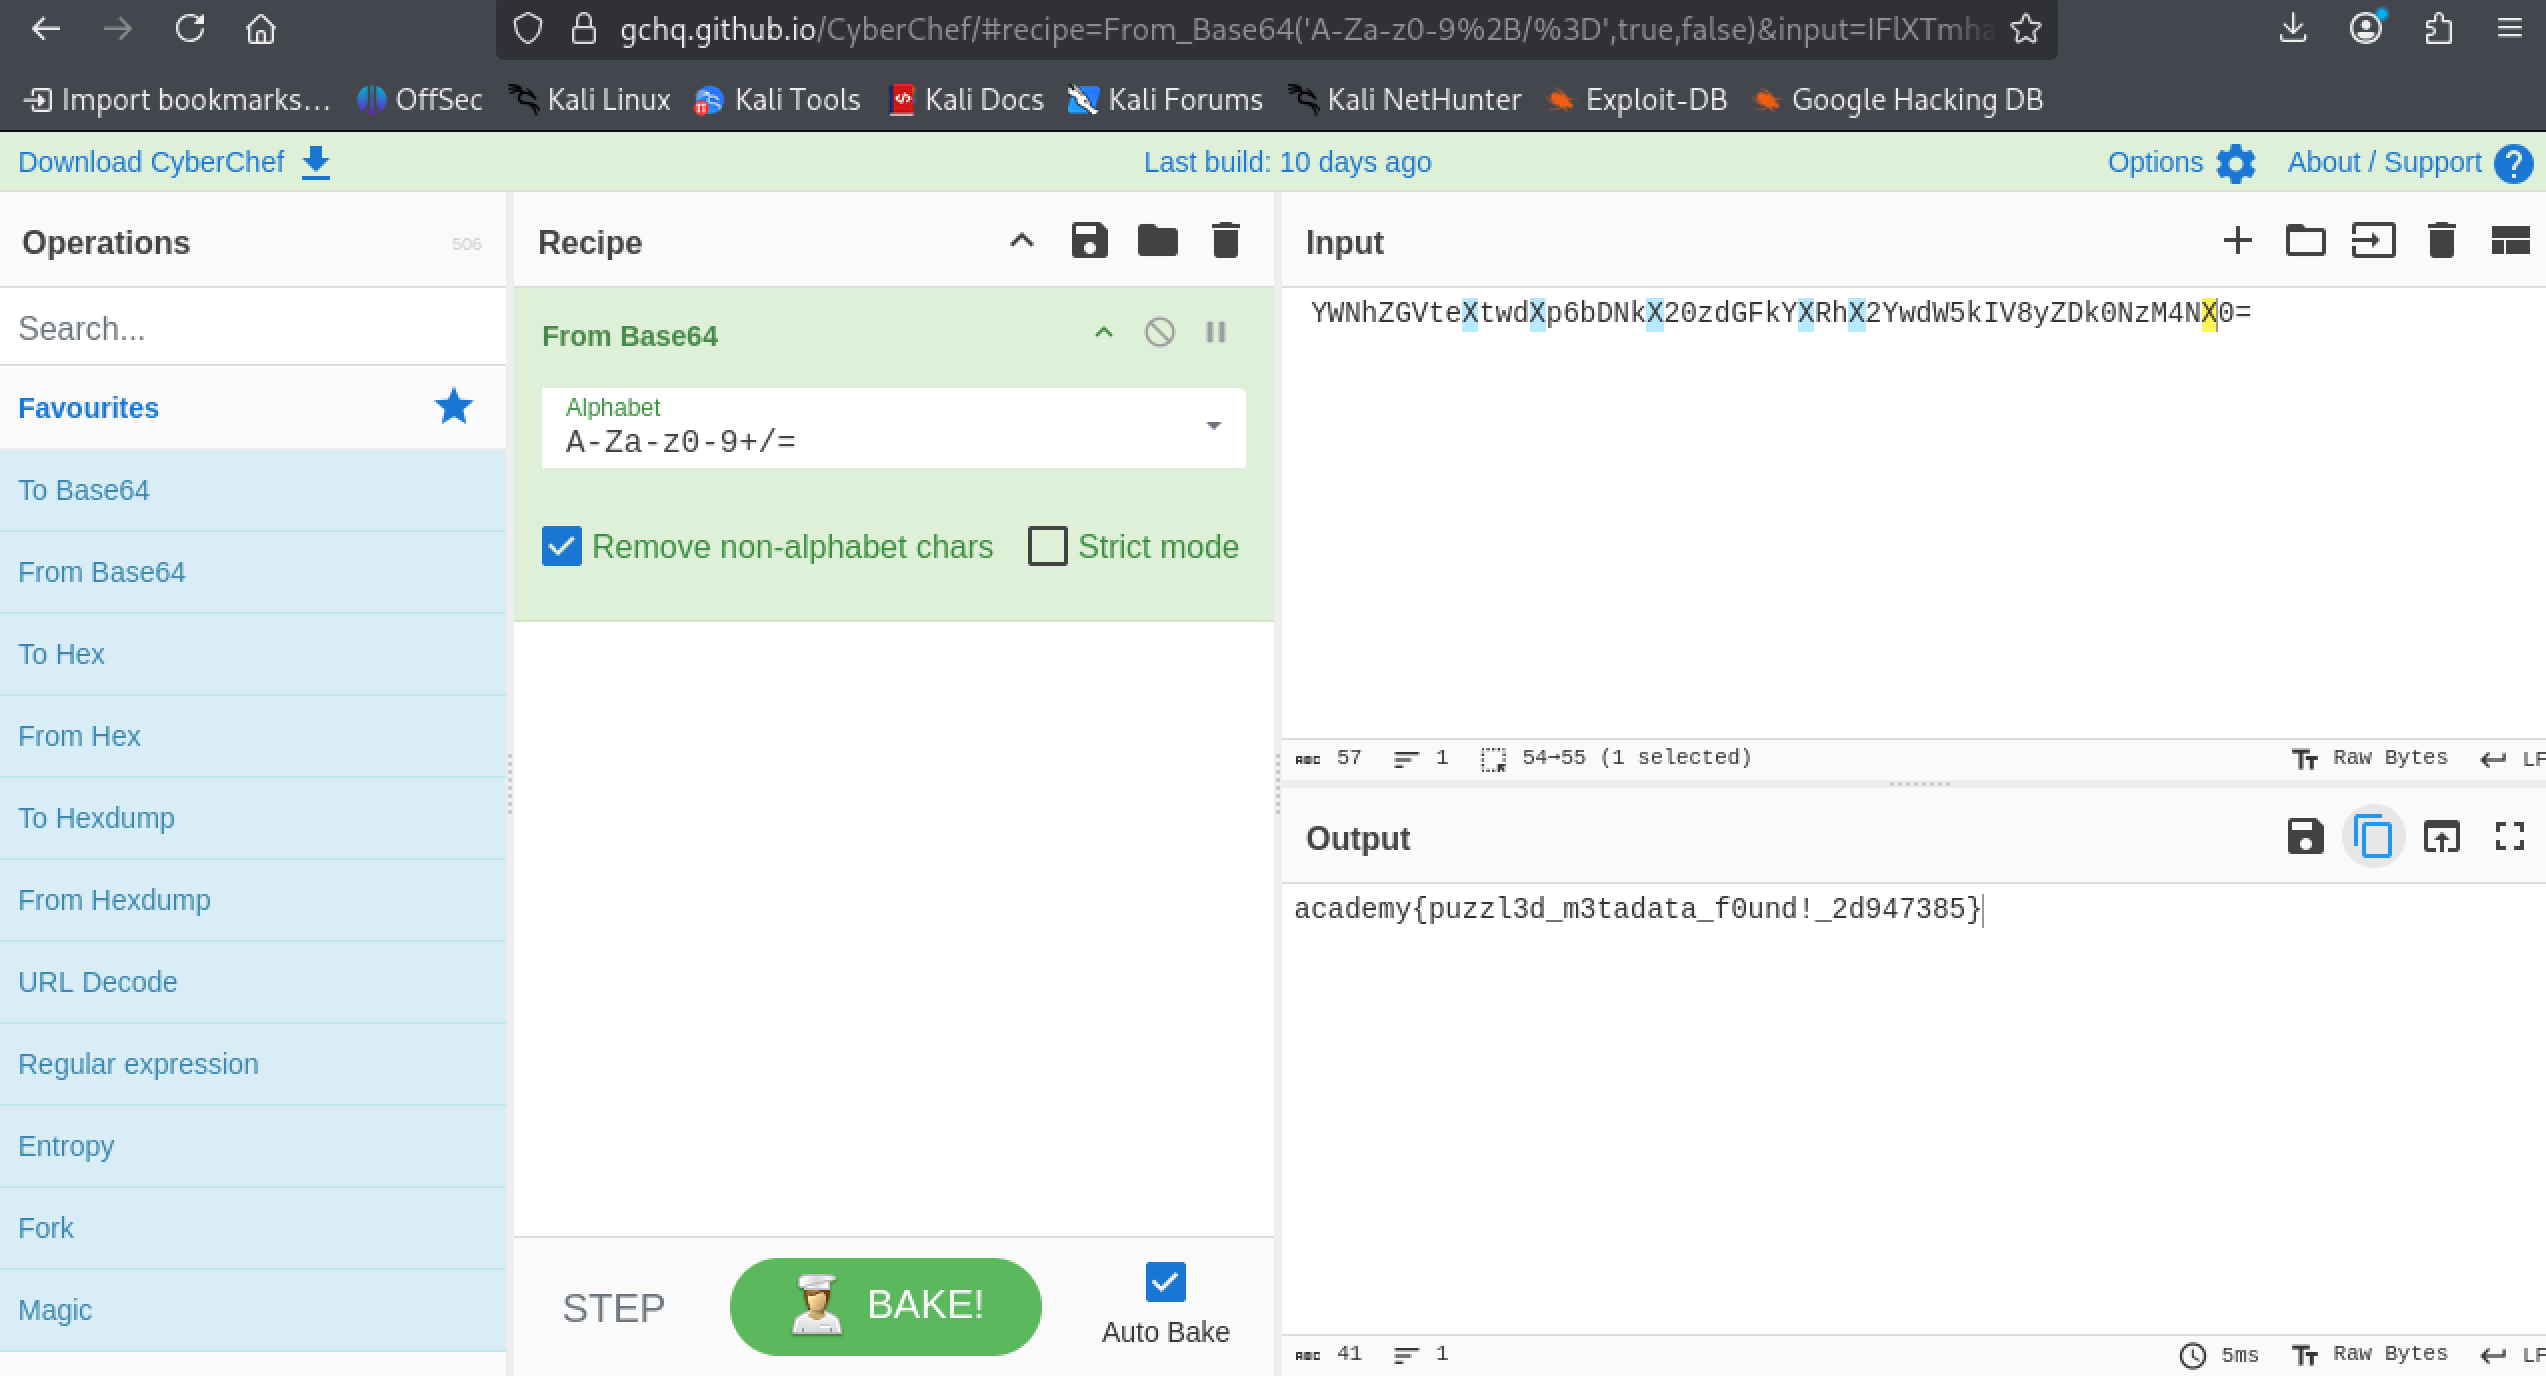 gchq.github.io/CyberChef/#recipe=From_Base64('A-Za-z0-9%2B/%3D',true,false)&input=IFlXTmha
Import bookmarks... OffSec Kali Linux Kali Tools Kali Docs Kali Forums Kali NetHunter Exploit-DB Google Hacking DB
Download CyberChef Last build: 10 days ago Options About / Support
Operations 506
Search...
Favourites
To Base64
From Base64
To Hex
From Hex
To Hexdump
From Hexdump
URL Decode
Regular expression
Entropy
Fork
Magic
Recipe
From Base64
Alphabet
A-Za-z0-9+/=
Remove non-alphabet chars Strict mode
STEP BAKE! Auto Bake
Input
YWNhZGVteXtwdXp6bDNkX20zdGFkYXRhX2YwdW5kIV8yZDk0NzM4NX0=
ABC 57 1 54→55 (1 selected) Raw Bytes LF
Output
academy{puzzl3d_m3tadata_f0und!_2d947385}
ABC 41 1 5ms Raw Bytes LF